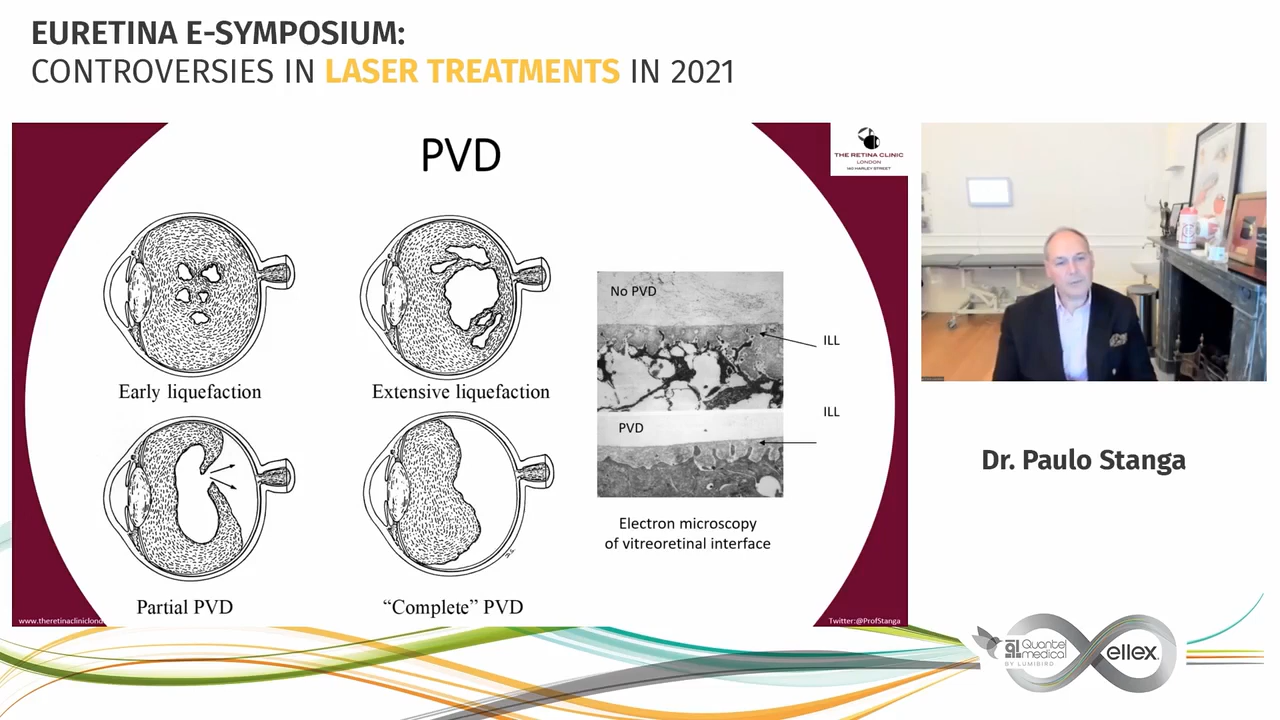 EURETINA E-SYMPOSIUM:
CONTROVERSIES IN LASER TREATMENTS IN 2021
PVD
THE RETINA CLINIC
LONDON
140 HARLEY STREET
Early liquefaction
Extensive liquefaction
Partial PVD
“Complete” PVD
No PVD
ILL
PVD
ILL
Electron microscopy
of vitreoretinal interface
www.theretinacliniclond
Twitter:@ProfStanga
Dr. Paulo Stanga
Quantel
medical
BY LUMIBIRD
ellex.